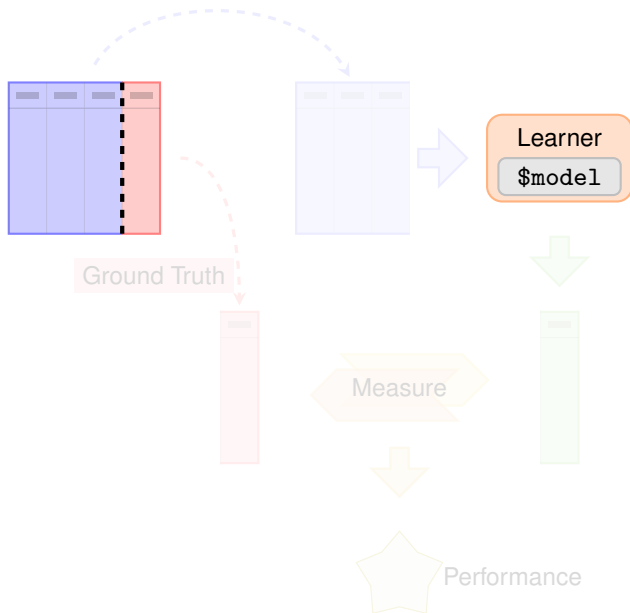 Learner
$model
Ground Truth
Measure
Performance